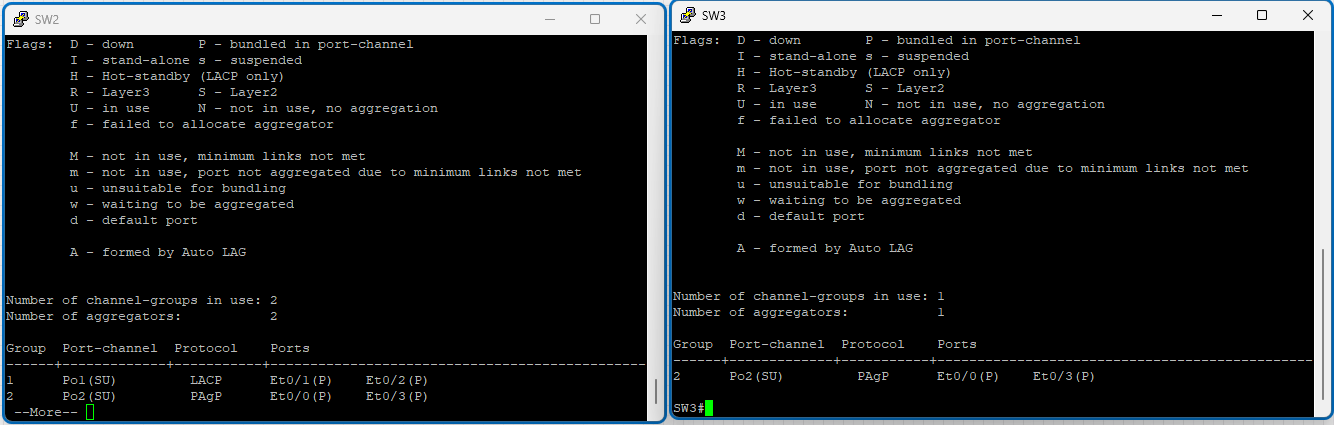 SW2
Flags:  D - down        P - bundled in port-channel
        I - stand-alone s - suspended
        H - Hot-standby (LACP only)
        R - Layer3      S - Layer2
        U - in use      N - not in use, no aggregation
        f - failed to allocate aggregator

        M - not in use, minimum links not met
        m - not in use, port not aggregated due to minimum links not met
        u - unsuitable for bundling
        w - waiting to be aggregated
        d - default port

        A - formed by Auto LAG

Number of channel-groups in use: 2
Number of aggregators:           2

Group  Port-channel  Protocol    Ports
------+-------------+-----------+-----------------------------------------------
1      Po1(SU)         LACP      Et0/1(P)    Et0/2(P)
2      Po2(SU)         PAgP      Et0/0(P)    Et0/3(P)
 --More--

SW3
Flags:  D - down        P - bundled in port-channel
        I - stand-alone s - suspended
        H - Hot-standby (LACP only)
        R - Layer3      S - Layer2
        U - in use      N - not in use, no aggregation
        f - failed to allocate aggregator

        M - not in use, minimum links not met
        m - not in use, port not aggregated due to minimum links not met
        u - unsuitable for bundling
        w - waiting to be aggregated
        d - default port

        A - formed by Auto LAG

Number of channel-groups in use: 1
Number of aggregators:           1

Group  Port-channel  Protocol    Ports
------+-------------+-----------+-----------------------------------------------
2      Po2(SU)         PAgP      Et0/0(P)    Et0/3(P)

SW3#